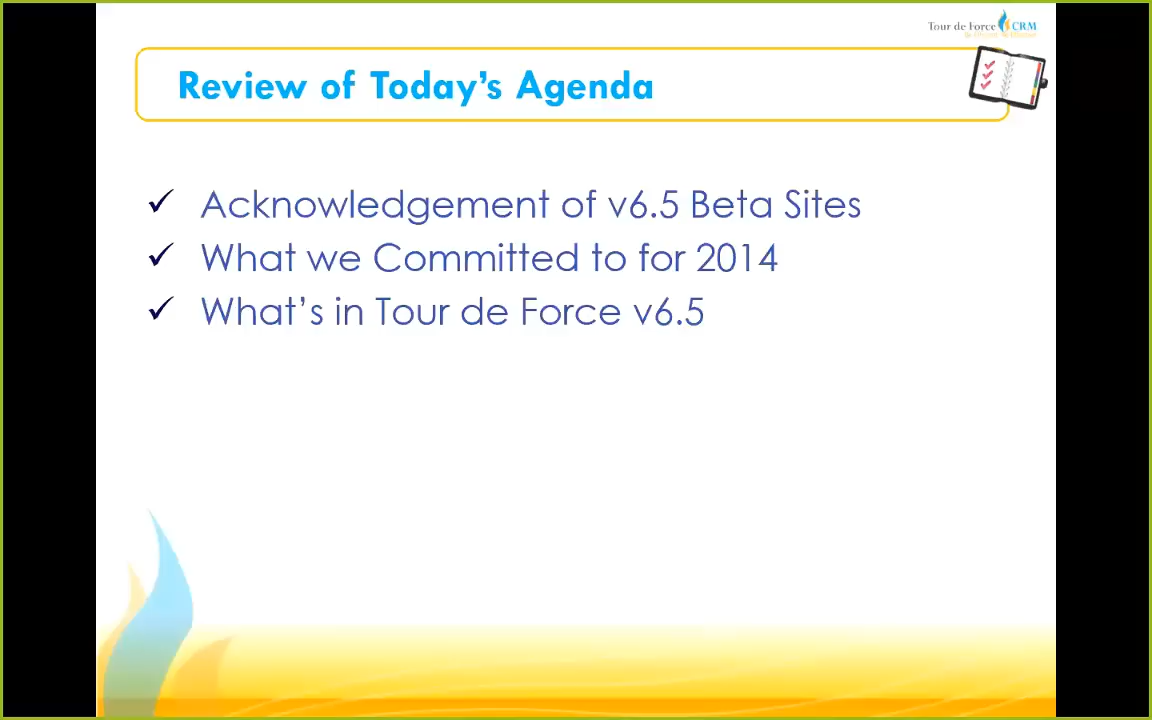 Tour de Force CRM
Review of Today's Agenda
✓ Acknowledgement of v6.5 Beta Sites
✓ What we Committed to for 2014
✓ What's in Tour de Force v6.5